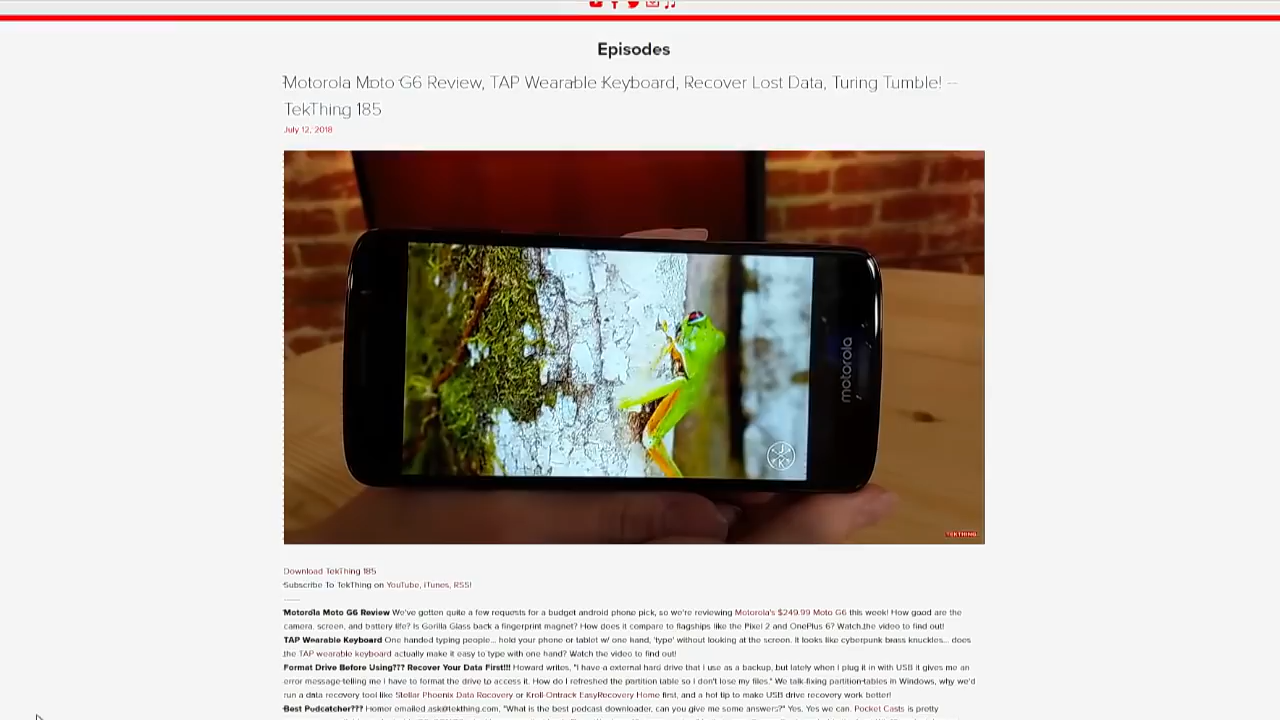 Episodes
Motorola Moto G6 Review, TAP Wearable Keyboard, Recover Lost Data, Turing Tumble! –
TekThing 185
July 12, 2018
motorola
J
K
TEKTHING
Download TekThing 185
Subscribe To TekThing on YouTube, iTunes, RSS!
Motorola Moto G6 Review We've gotten quite a few requests for a budget android phone pick, so we're reviewing Motorola's $249.99 Moto G6 this week! How good are the
camera, screen, and battery life? Is Gorilla Glass back a fingerprint magnet? How does it compare to flagships like the Pixel 2 and OnePlus 6? Watch the video to find out!
TAP Wearable Keyboard One handed typing people... hold your phone or tablet w/ one hand, 'type' without looking at the screen. It looks like cyberpunk brass knuckles... does
the TAP wearable keyboard actually make it easy to type with one hand? Watch the video to find out!
Format Drive Before Using??? Recover Your Data First!!! Howard writes, "I have a external hard drive that I use as a backup, but lately when I plug it in with USB it gives me an
error message telling me I have to format the drive to access it. How do I refreshed the partition table so I don't lose my files." We talk fixing partition tables in Windows, why we'd
run a data recovery tool like Stellar Phoenix Data Recovery or Kroll-Ontrack EasyRecovery Home first, and a hot tip to make USB drive recovery work better!
Best Podcatcher??? Homer emailed ask@tekthing.com, "What is the best podcast downloader, can you give me some answers?" Yes. Yes we can. Pocket Casts is pretty